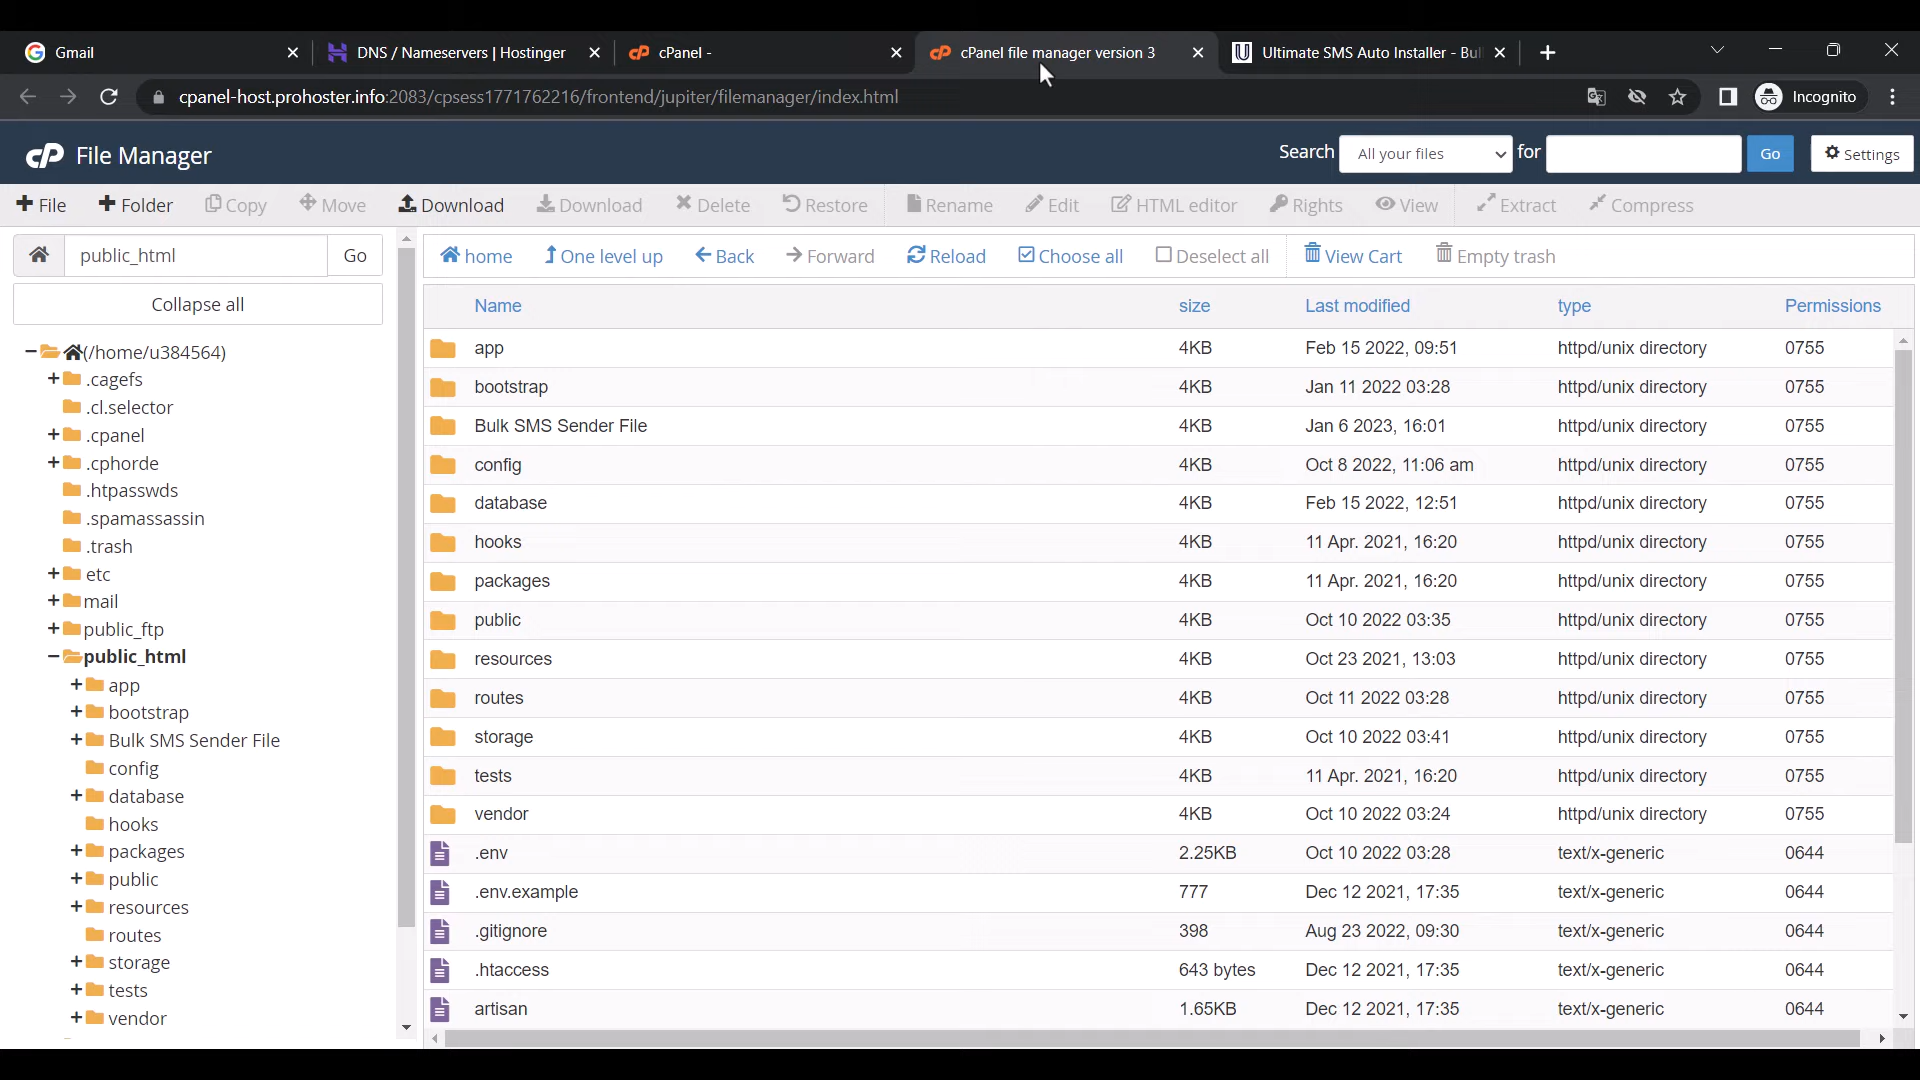 Gmail
DNS / Nameservers | Hostinger
cPanel -
cPanel file manager version 3
Ultimate SMS Auto Installer - Bul
cpanel-host.prohoster.info:2083/cpsess1771762216/frontend/jupiter/filemanager/index.html
Incognito
cP File Manager
Search All your files for Go Settings
File Folder Copy Move Download Download Delete Restore Rename Edit HTML editor Rights View Extract Compress
public_html Go
home One level up Back Forward Reload Choose all Deselect all View Cart Empty trash
Collapse all
(/home/u384564)
.cagefs
.cl.selector
.cpanel
.cphorde
.htpasswds
.spamassassin
.trash
etc
mail
public_ftp
public_html
app
bootstrap
Bulk SMS Sender File
config
database
hooks
packages
public
resources
routes
storage
tests
vendor
Name size Last modified type Permissions
app 4KB Feb 15 2022, 09:51 httpd/unix directory 0755
bootstrap 4KB Jan 11 2022 03:28 httpd/unix directory 0755
Bulk SMS Sender File 4KB Jan 6 2023, 16:01 httpd/unix directory 0755
config 4KB Oct 8 2022, 11:06 am httpd/unix directory 0755
database 4KB Feb 15 2022, 12:51 httpd/unix directory 0755
hooks 4KB 11 Apr. 2021, 16:20 httpd/unix directory 0755
packages 4KB 11 Apr. 2021, 16:20 httpd/unix directory 0755
public 4KB Oct 10 2022 03:35 httpd/unix directory 0755
resources 4KB Oct 23 2021, 13:03 httpd/unix directory 0755
routes 4KB Oct 11 2022 03:28 httpd/unix directory 0755
storage 4KB Oct 10 2022 03:41 httpd/unix directory 0755
tests 4KB 11 Apr. 2021, 16:20 httpd/unix directory 0755
vendor 4KB Oct 10 2022 03:24 httpd/unix directory 0755
.env 2.25KB Oct 10 2022 03:28 text/x-generic 0644
.env.example 777 Dec 12 2021, 17:35 text/x-generic 0644
.gitignore 398 Aug 23 2022, 09:30 text/x-generic 0644
.htaccess 643 bytes Dec 12 2021, 17:35 text/x-generic 0644
artisan 1.65KB Dec 12 2021, 17:35 text/x-generic 0644